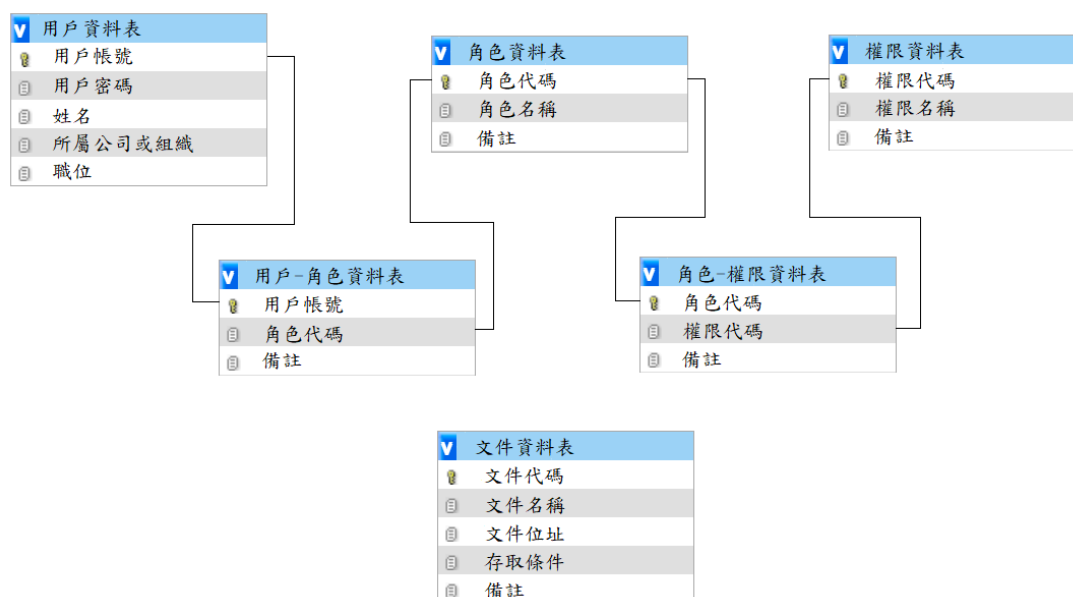 用戶資料表
用戶帳號
用戶密碼
姓名
所屬公司或組織
職位
角色資料表
角色代碼
角色名稱
備註
權限資料表
權限代碼
權限名稱
備註
用戶-角色資料表
用戶帳號
角色代碼
備註
角色-權限資料表
角色代碼
權限代碼
備註
文件資料表
文件代碼
文件名稱
文件位址
存取條件
備註